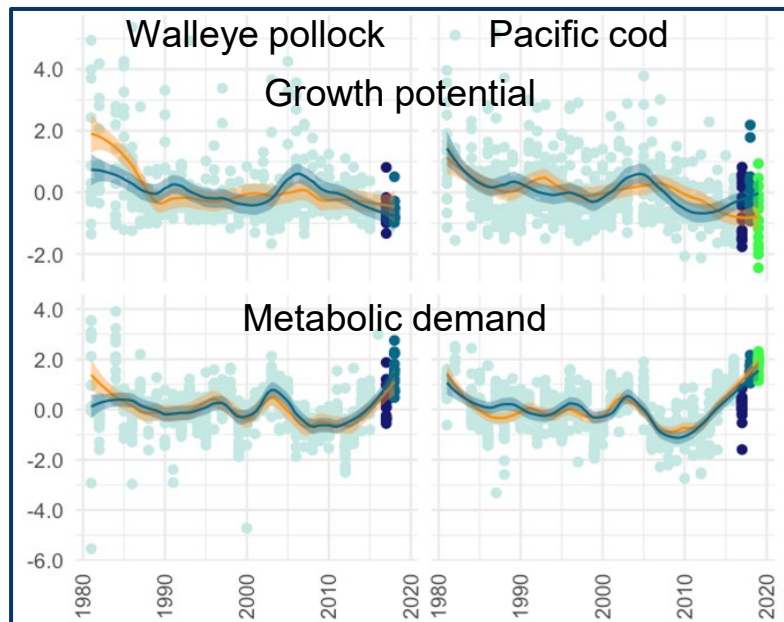 Walleye pollock Pacific cod
Growth potential
4.0
2.0
0.0
-2.0
Metabolic demand
4.0
2.0
0.0
-2.0
-4.0
-6.0
1980 1990 2000 2010 2020 1980 1990 2000 2010 2020